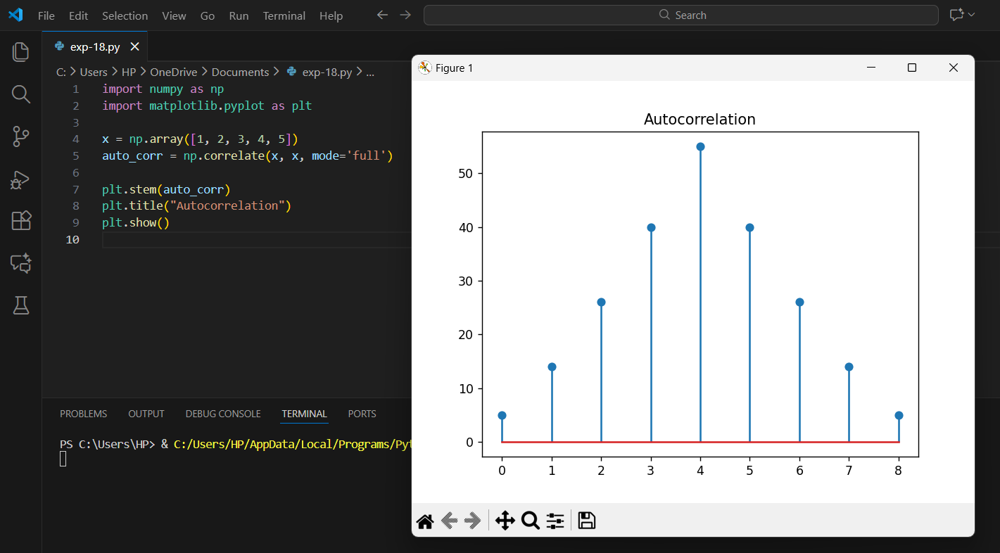 File Edit Selection View Go Run Terminal Help
Search
exp-18.py
C: > Users > HP > OneDrive > Documents > exp-18.py > ...
1 import numpy as np
2 import matplotlib.pyplot as plt
3
4 x = np.array([1, 2, 3, 4, 5])
5 auto_corr = np.correlate(x, x, mode='full')
6
7 plt.stem(auto_corr)
8 plt.title("Autocorrelation")
9 plt.show()
10
PROBLEMS OUTPUT DEBUG CONSOLE TERMINAL PORTS
PS C:\Users\HP> & C:/Users/HP/AppData/Local/Programs/Pyt
Figure 1
Autocorrelation
50
40
30
20
10
0
0 1 2 3 4 5 6 7 8